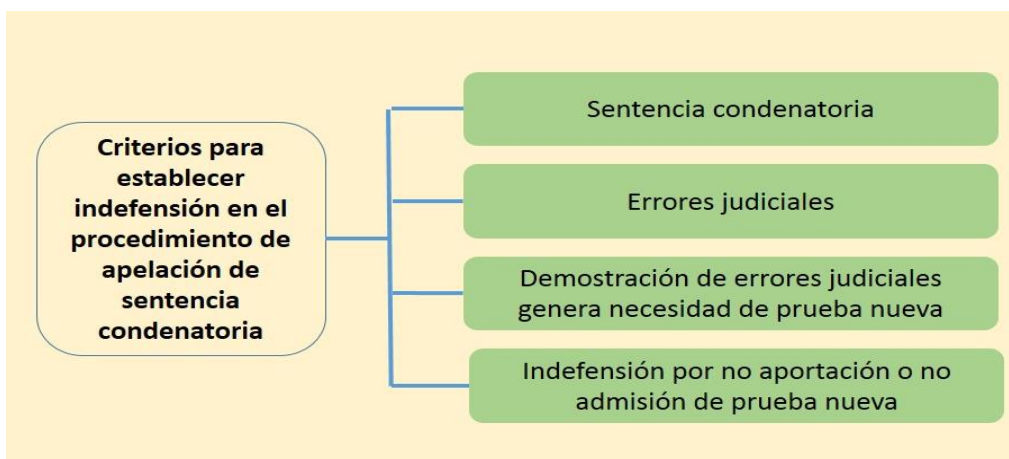 Criterios para
establecer
indefensión en el
procedimiento de
apelación de
sentencia
condenatoria
Sentencia condenatoria
Errores judiciales
Demostración de errores judiciales
genera necesidad de prueba nueva
Indefensión por no aportación o no
admisión de prueba nueva